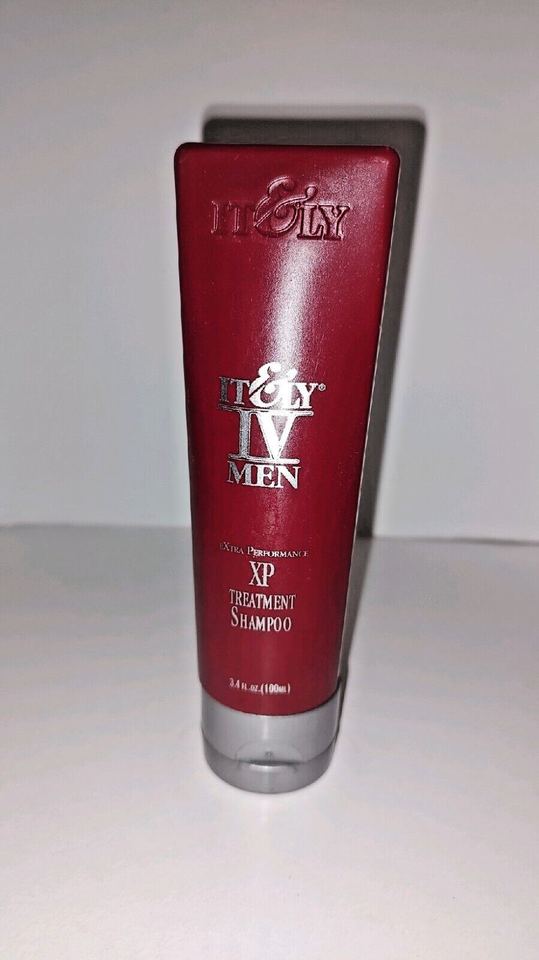 IT&LY
IT&LY®
IV
MEN
EXTRA PERFORMANCE
XP
TREATMENT
SHAMPOO
3.4 FL.OZ.(100ML)